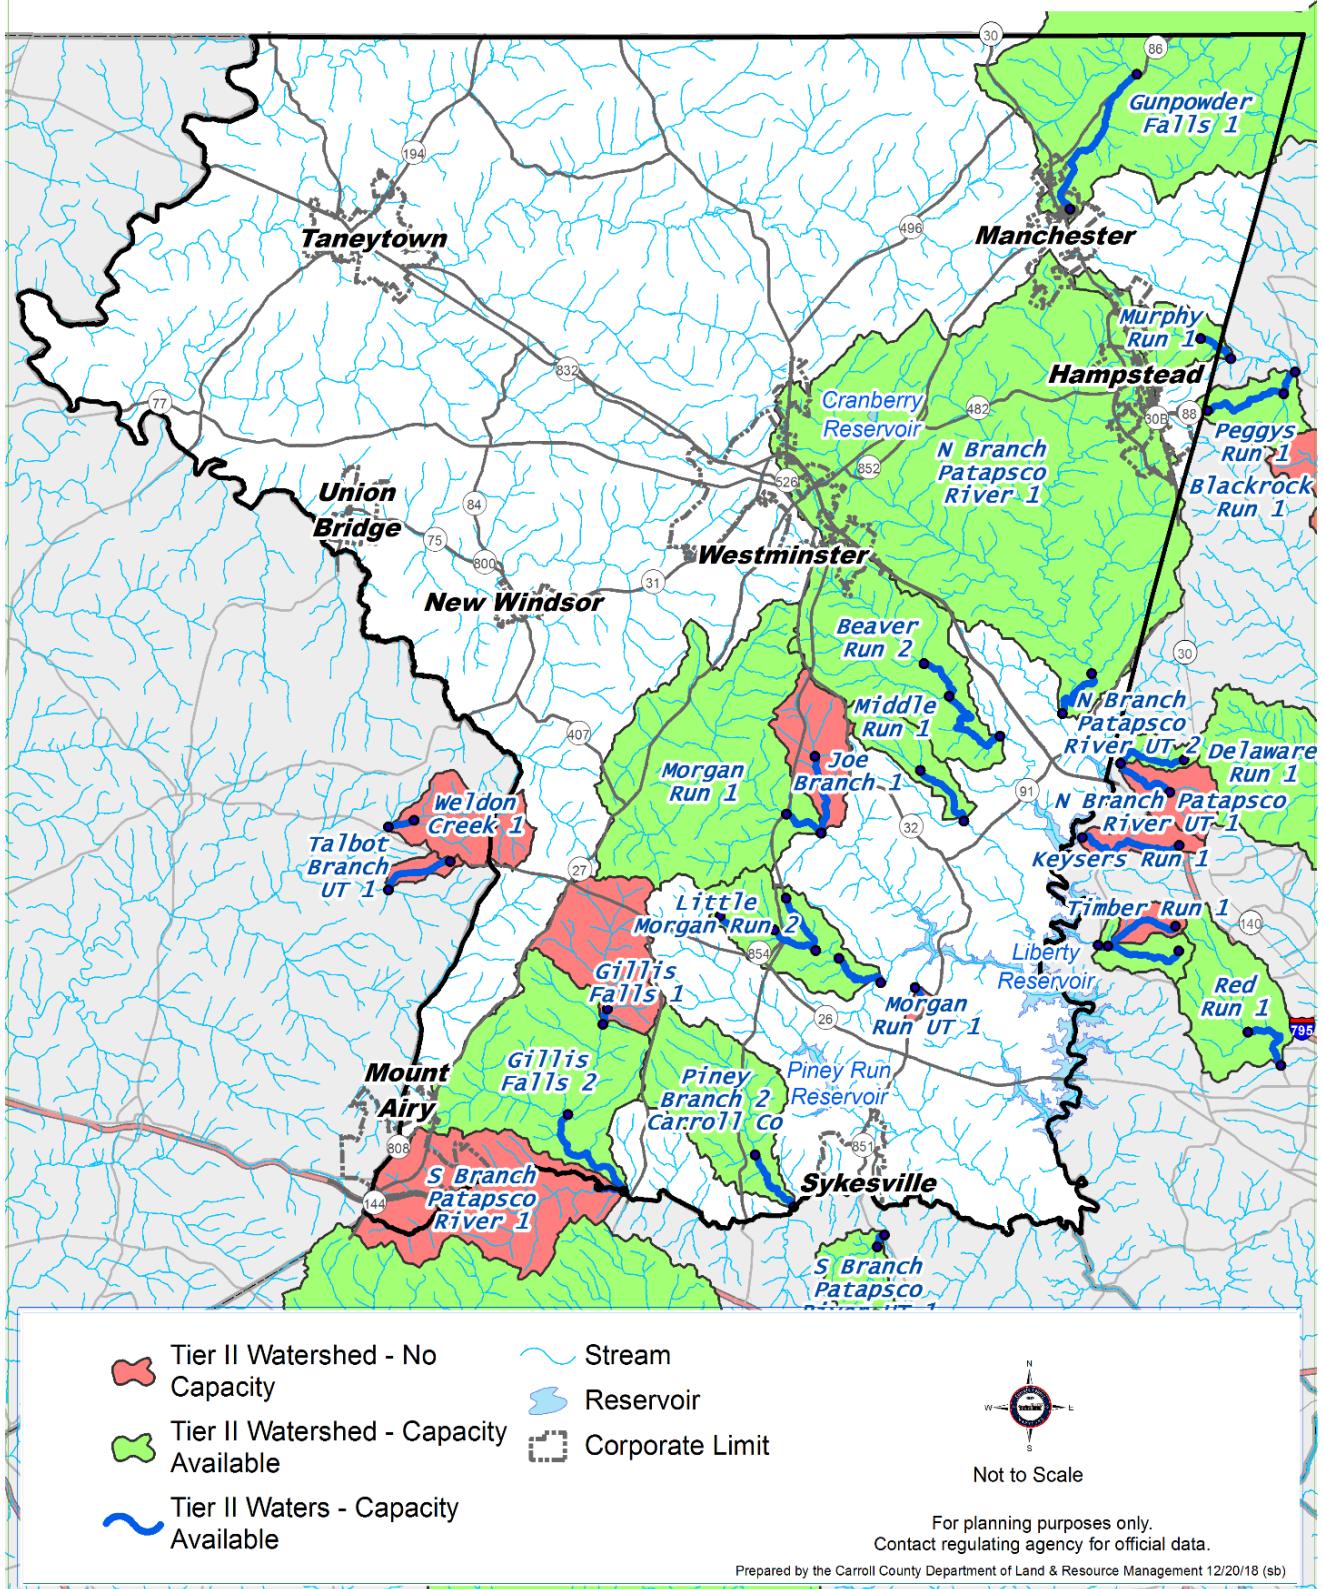 30
86
Gunpowder
Falls 1
194
496
Taneytown
Manchester
Murphy
Run 1
832
Hampstead
77
Cranberry
Reservoir
482
30B
88
N Branch
Patapsco
River 1
Peggys
Run 1
852
526
Blackrock
Run 1
Union
Bridge
84
75
800
Westminster
31
New Windsor
Beaver
Run 2
30
Middle
Run 1
N Branch
Patapsco
River UT 2
Delaware
Run 1
407
Morgan
Run 1
Joe
Branch 1
91
N Branch Patapsco
River UT 1
Weldon
Creek 1
32
Talbot
Branch
UT 1
Keysers Run 1
27
Little
Morgan Run 2
Timber Run 1
140
854
Liberty
Reservoir
Gillis
Falls 1
Red
Run 1
Morgan
Run UT 1
26
795
Gillis
Falls 2
Mount
Airy
Piney
Branch 2
Carroll Co
Piney Run
Reservoir
808
851
S Branch
Patapsco
River 1
Sykesville
144
S Branch
Patapsco
River UT 1
Tier II Watershed - No
Capacity
Tier II Watershed - Capacity
Available
Tier II Waters - Capacity
Available
Stream
Reservoir
Corporate Limit
N
W
E
S
Not to Scale
For planning purposes only.
Contact regulating agency for official data.
Prepared by the Carroll County Department of Land & Resource Management 12/20/18 (sb)